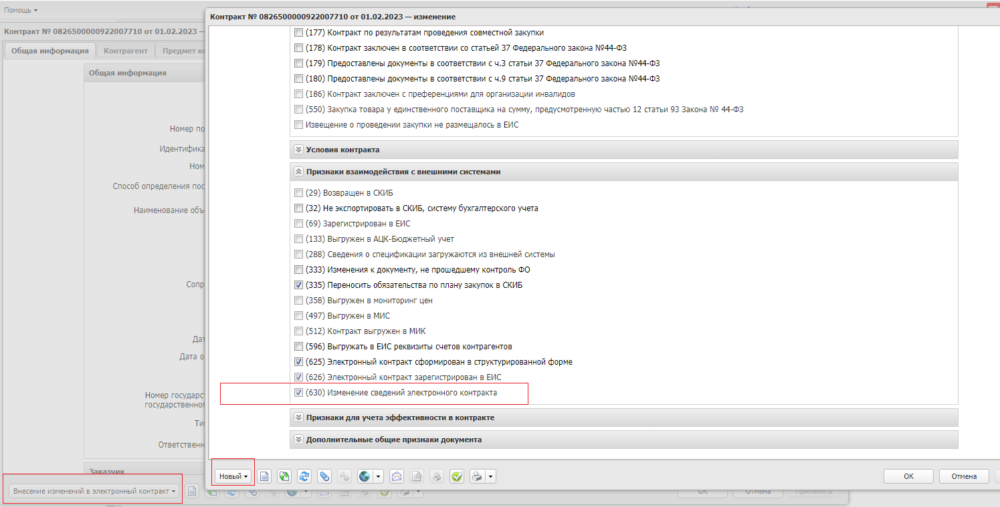 Помощь
Контракт № 0826500000922007710 от 01.02.2023 — изменение
Контракт № 0826500000922007710 от 01.02.2023 —
Общая информация
Контрагент
Предмет ко
Общая информация
Номер по
Идентифика
Ном
Способ определения пос
Наименование объе
Сопр
Дат
Дата о
Номер государст
государственном
Ти
Ответственн
Заказчик
Внесение изменений в электронный контракт
ОК
Отмена
Применить
(177) Контракт по результатам проведения совместной закупки
(178) Контракт заключен в соответствии со статьей 37 Федерального закона №44-ФЗ
(179) Предоставлены документы в соответствии с ч.3 статьи 37 Федерального закона №44-ФЗ
(180) Предоставлены документы в соответствии с ч.9 статьи 37 Федерального закона №44-ФЗ
(186) Контракт заключен с преференциями для организации инвалидов
(550) Закупка товара у единственного поставщика на сумму, предусмотренную частью 12 статьи 93 Закона № 44-ФЗ
Извещение о проведении закупки не размещалось в ЕИС
Условия контракта
Признаки взаимодействия с внешними системами
(29) Возвращен в СКИБ
(32) Не экспортировать в СКИБ, систему бухгалтерского учета
(69) Зарегистрирован в ЕИС
(133) Выгружен в АЦК-Бюджетный учет
(288) Сведения о спецификации загружаются из внешней системы
(333) Изменения к документу, не прошедшему контроль ФО
(335) Переносить обязательства по плану закупок в СКИБ
(358) Выгружен в мониторинг цен
(497) Выгружен в МИС
(512) Контракт выгружен в МИК
(596) Выгружать в ЕИС реквизиты счетов контрагентов
(625) Электронный контракт сформирован в структурированной форме
(626) Электронный контракт зарегистрирован в ЕИС
(630) Изменение сведений электронного контракта
Признаки для учета эффективности в контракте
Дополнительные общие признаки документа
Новый
ОК
Отмена